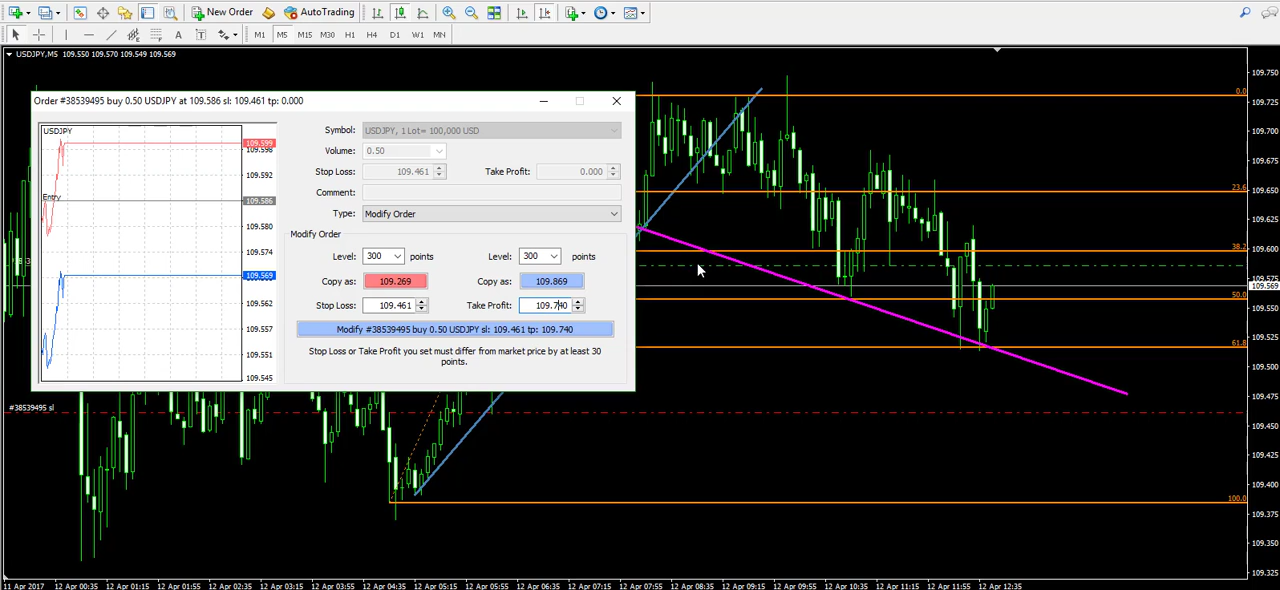 New Order AutoTrading
A T
M1 M5 M15 M30 H1 H4 D1 W1 MN
USDJPY,M5 109.550 109.570 109.549 109.569
Order #38539495 buy 0.50 USDJPY at 109.586 sl: 109.461 tp: 0.000
USDJPY
109.599
109.598
109.592
Entry
109.586
109.580
109.574
109.569
109.562
109.557
109.551
109.545
Symbol: USDJPY, 1 Lot= 100,000 USD
Volume: 0.50
Stop Loss: 109.461 Take Profit: 0.000
Comment:
Type: Modify Order
Modify Order
Level: 300 points Level: 300 points
Copy as: 109.269 Copy as: 109.869
Stop Loss: 109.461 Take Profit: 109.740
Modify #38539495 buy 0.50 USDJPY sl: 109.461 tp: 109.740
Stop Loss or Take Profit you set must differ from market price by at least 30
points.
#38539495 sl
0.0
23.6
38.2
50.0
61.8
100.0
109.750
109.725
109.700
109.675
109.650
109.625
109.600
109.575
109.569
109.550
109.525
109.500
109.475
109.450
109.425
109.400
109.375
109.350
109.325
11 Apr 2017 12 Apr 00:35 12 Apr 01:15 12 Apr 01:55 12 Apr 02:35 12 Apr 03:15 12 Apr 03:55 12 Apr 04:35 12 Apr 05:15 12 Apr 05:55 12 Apr 06:35 12 Apr 07:15 12 Apr 07:55 12 Apr 08:35 12 Apr 09:15 12 Apr 09:55 12 Apr 10:35 12 Apr 11:15 12 Apr 11:55 12 Apr 12:35